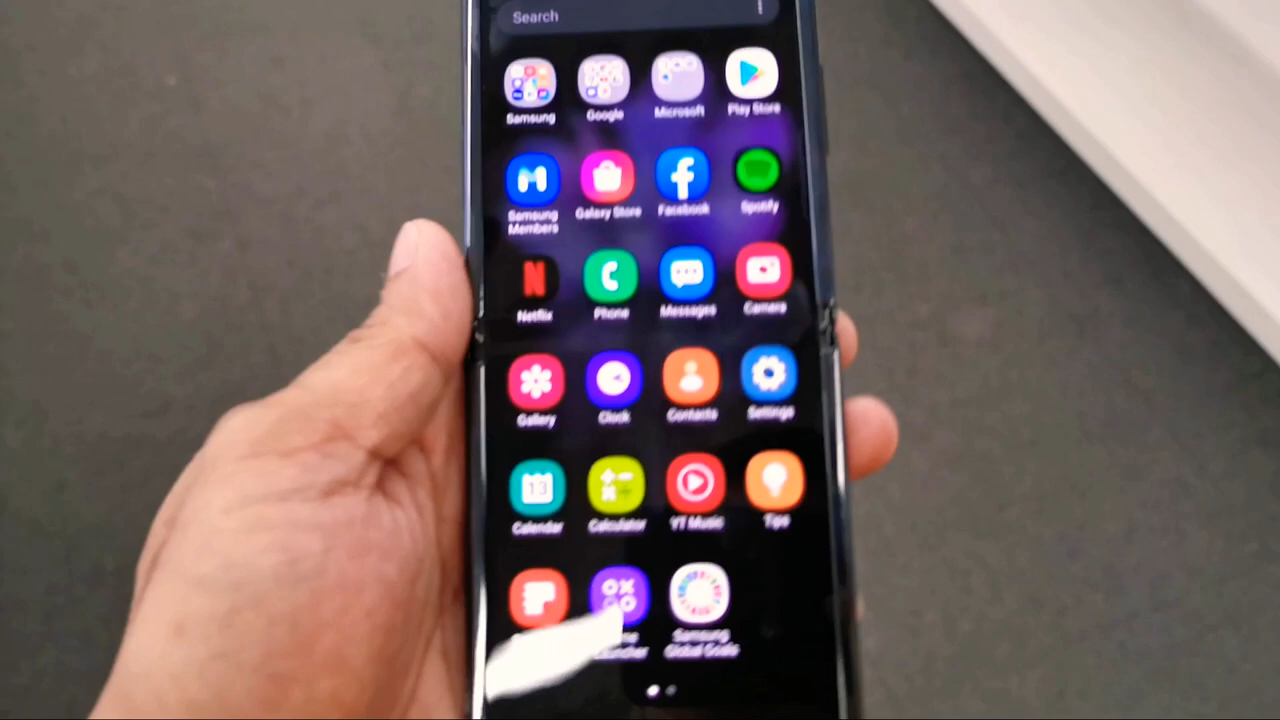 Search
Samsung
Google
Microsoft
Play Store
Samsung
Members
Galaxy Store
Facebook
Spotify
N
Netflix
Phone
Messages
Camera
Gallery
Clock
Contacts
Settings
13
Calendar
Calculator
YT Music
Tips
Samsung
Global Goals